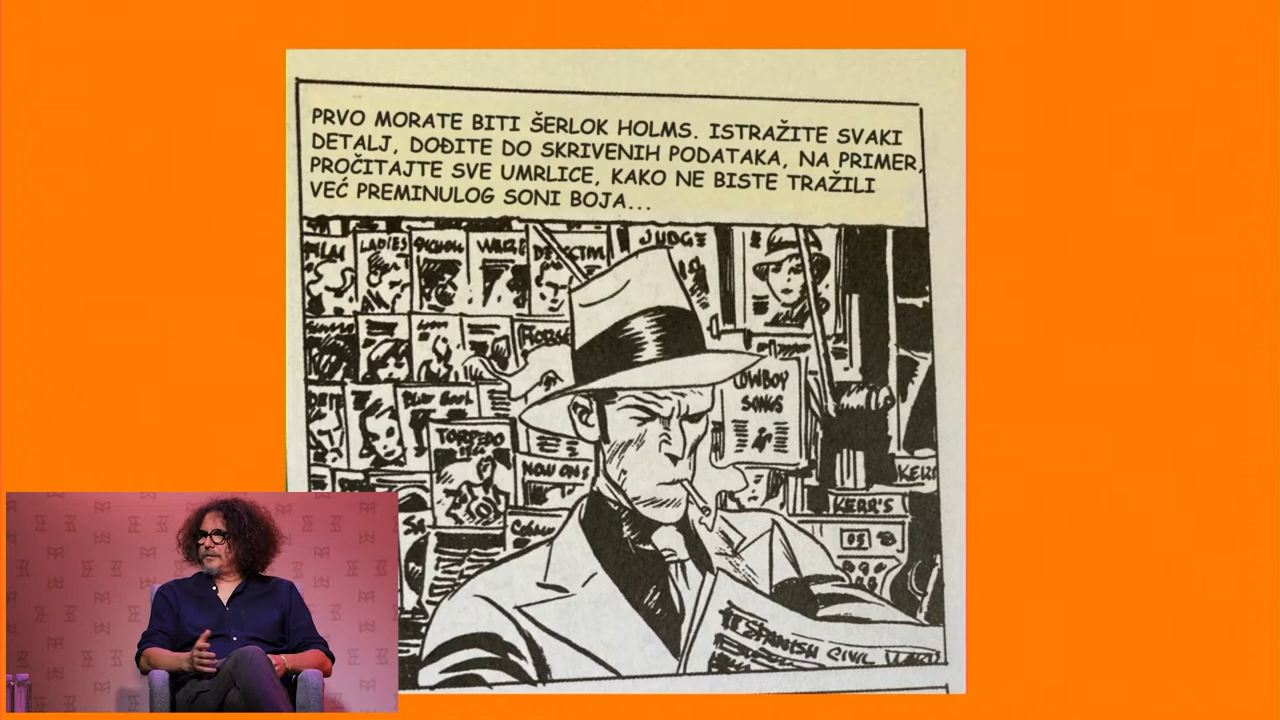 PRVO MORATE BITI ŠERLOK HOLMS. ISTRAŽITE SVAKI
DETALJ, DOĐITE DO SKRIVENIH PODATAKA, NA PRIMER,
PROČITAJTE SVE UMRLICE, KAKO NE BISTE TRAŽILI
VEĆ PREMINULOG SONI BOJA...
LADIES
JUDGE
HORSE
COWBOY
SONGS
TORPEDO
KERR'S
SPANISH CIVIL